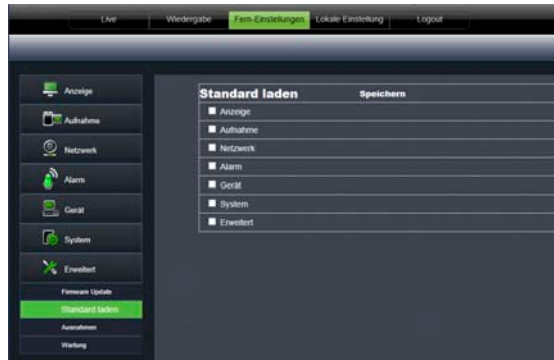 Live Wiedergabe Fern-Einstellungen Lokale Einstellung Logout
Anzeige
Aufnahme
Netzwerk
Alarm
Gerät
System
Erweitert
Firmware Update
Standard laden
Ausnahmen
Wartung
Standard laden Speichern
Anzeige
Aufnahme
Netzwerk
Alarm
Gerät
System
Erweitert